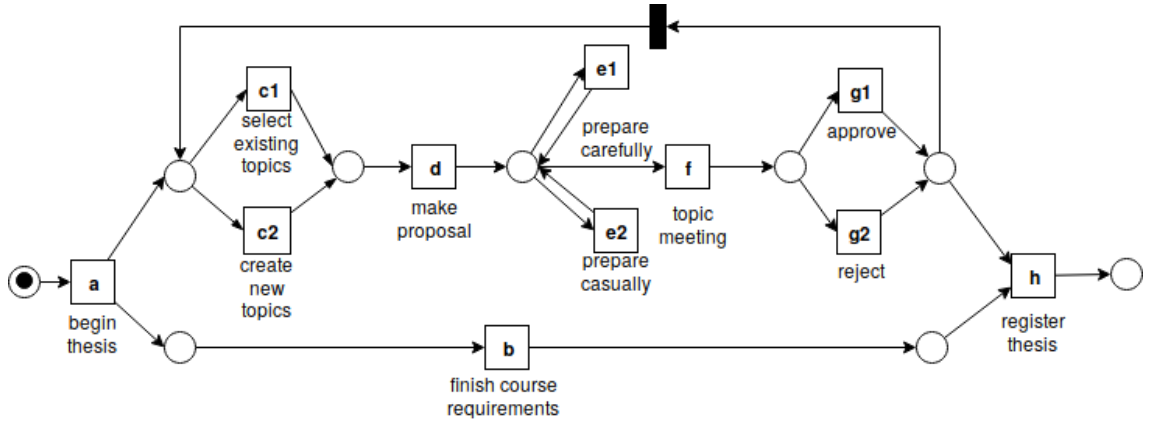 e1
c1
select
existing
topics
prepare
carefully
g1
approve
d
make
proposal
f
topic
meeting
c2
create
new
topics
e2
prepare
casually
g2
reject
a
begin
thesis
h
register
thesis
b
finish course
requirements